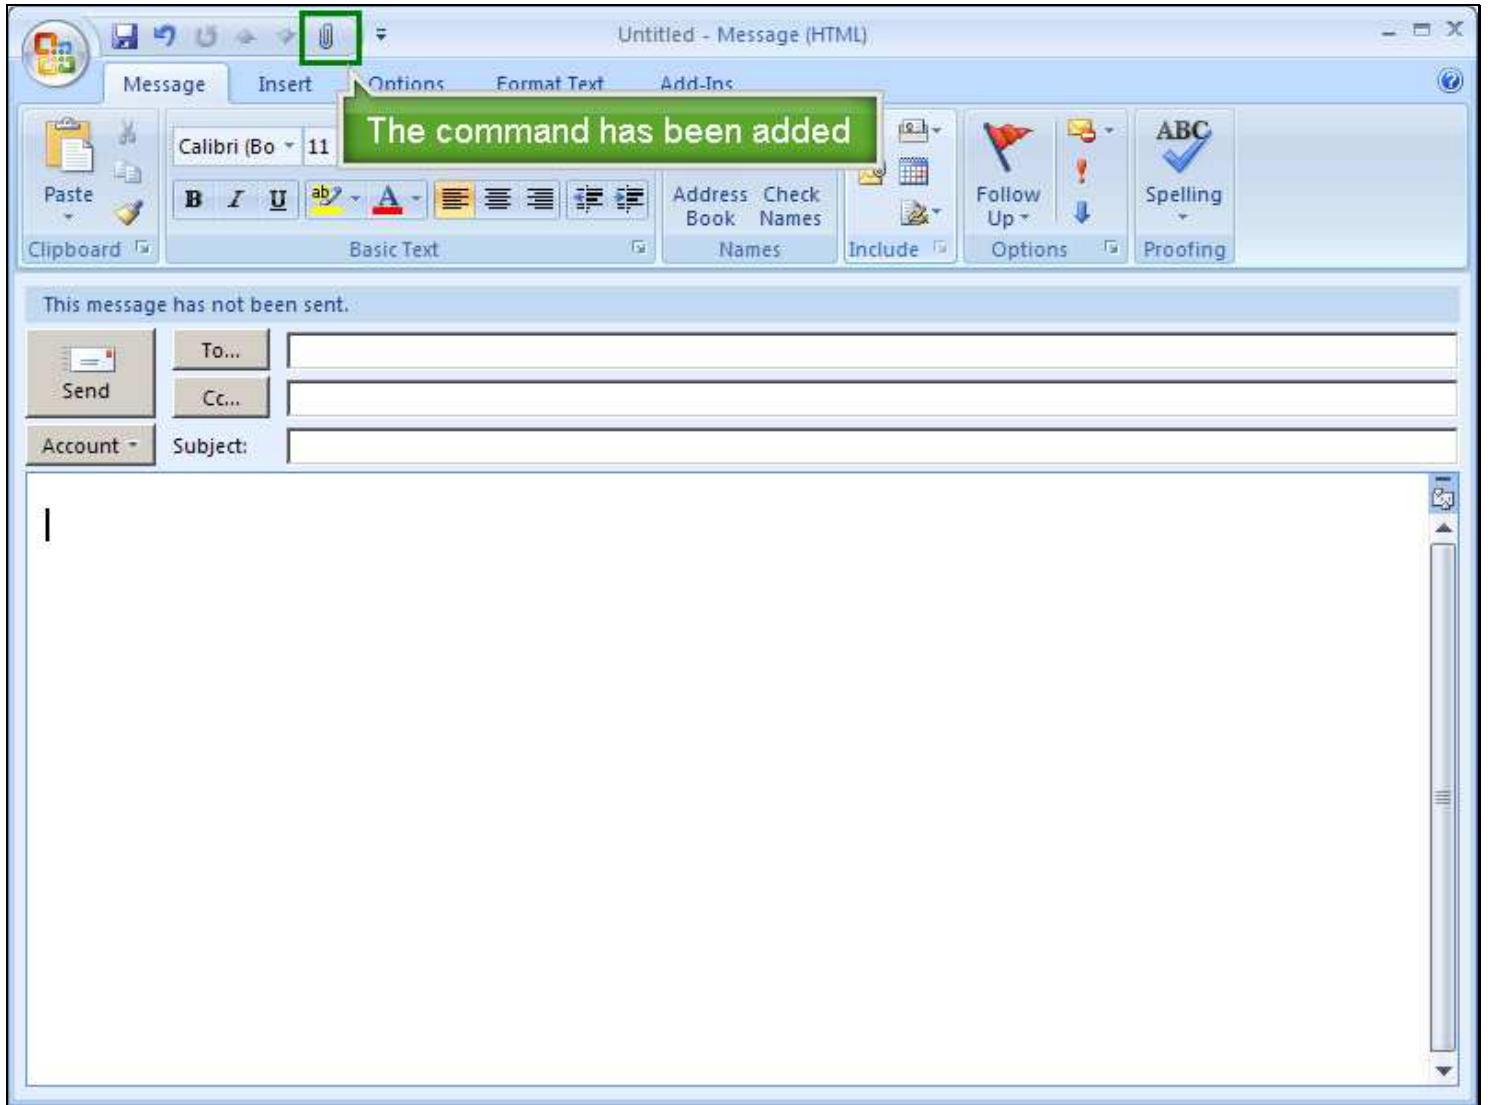 Untitled - Message (HTML)
Message Insert Options Format Text Add-Ins
The command has been added
Calibri (Bo 11
ABC
Paste
B I U ab A
Address Book
Check Names
Follow Up
Spelling
Clipboard Basic Text Names Include Options Proofing
This message has not been sent.
To...
Send
Cc...
Account Subject: